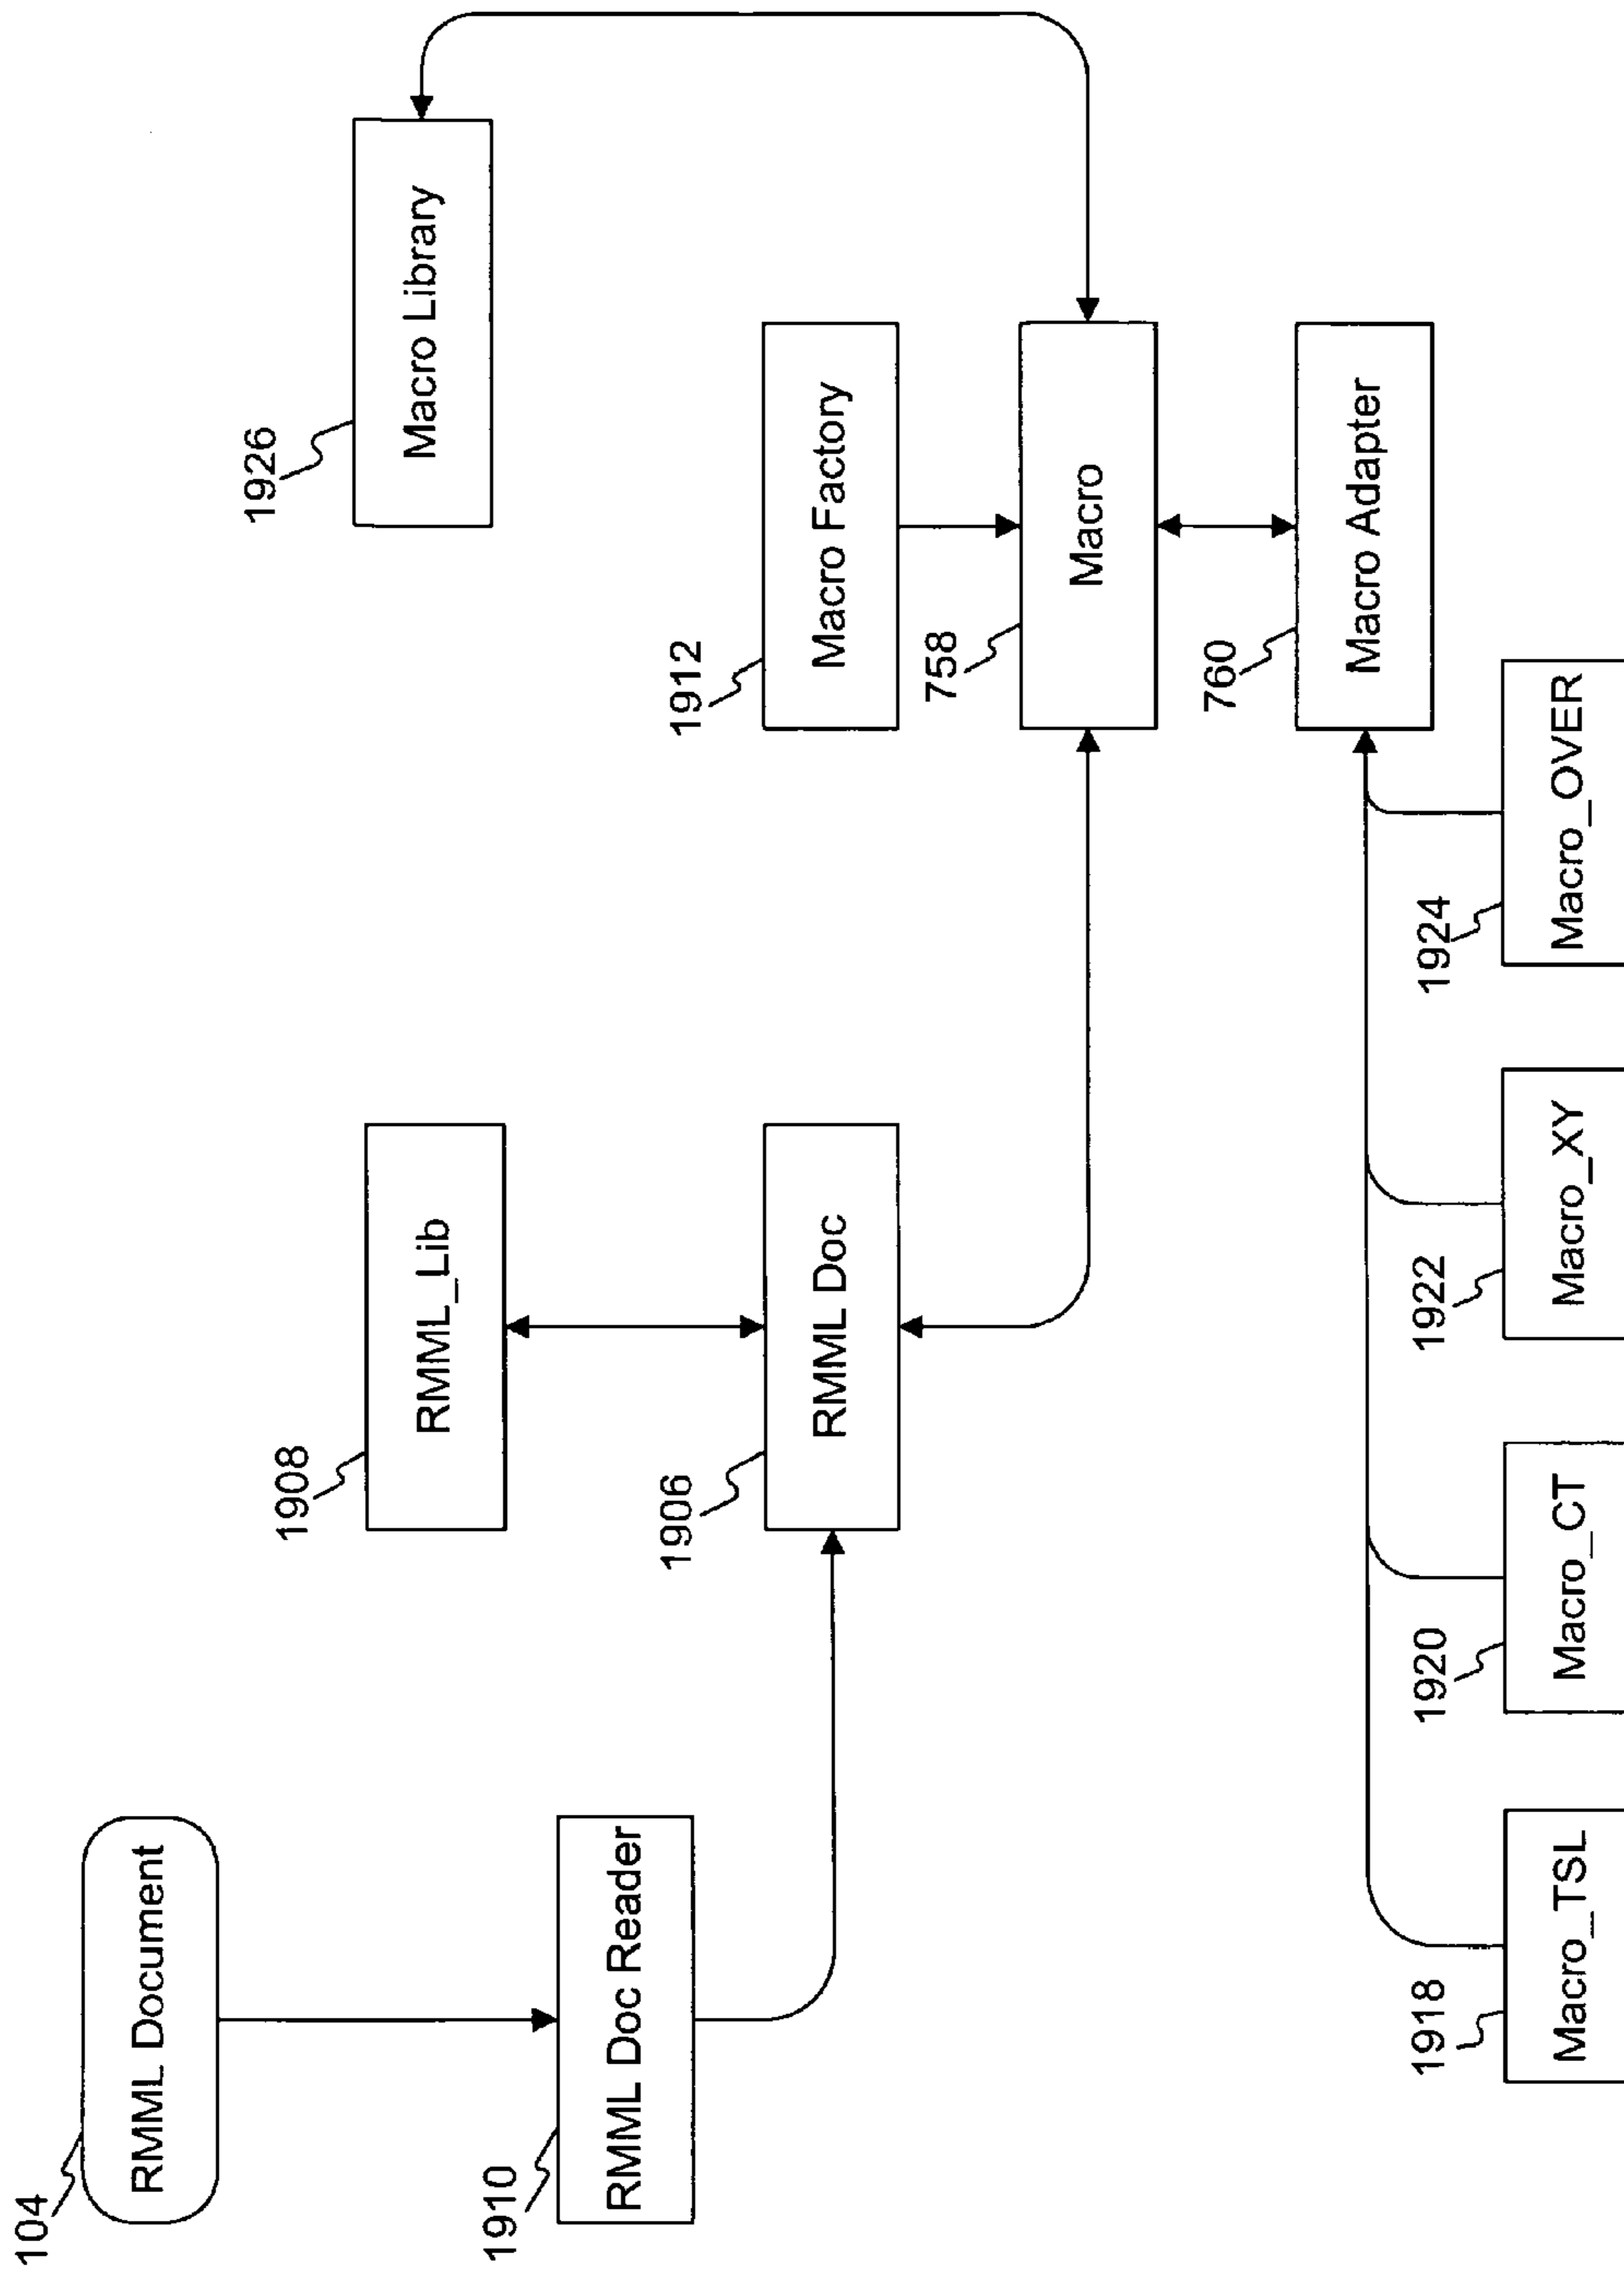 104
RMML Document
1910
RMML Doc Reader
1908
RMML_Lib
1906
RMML Doc
1926
Macro Library
1912
Macro Factory
758
Macro
760
Macro Adapter
1918
Macro_TSL
1920
Macro_CT
1922
Macro_XY
1924
Macro_OVER